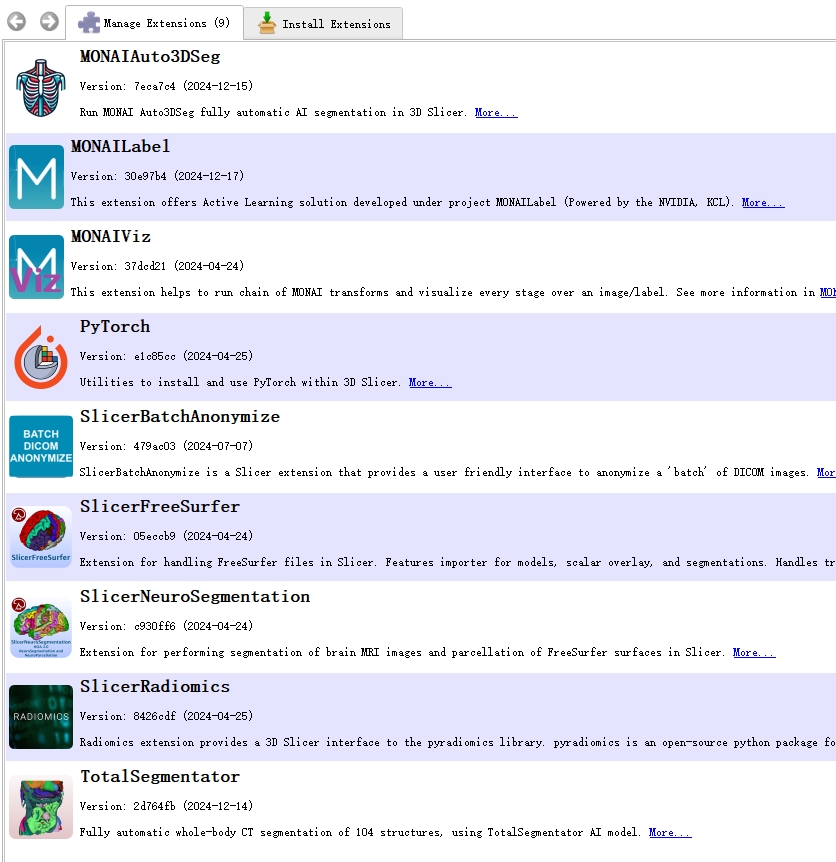 Manage Extensions (9)
Install Extensions
MONAIAuto3DSeg
Version: 7eca7c4 (2024-12-15)
Run MONAI Auto3DSeg fully automatic AI segmentation in 3D Slicer. More...
MONAILabel
Version: 30e97b4 (2024-12-17)
This extension offers Active Learning solution developed under project MONAILabel (Powered by the NVIDIA, KCL). More...
M
MONAIViz
Version: 37dcd21 (2024-04-24)
This extension helps to run chain of MONAI transforms and visualize every stage over an image/label. See more information in MON
M
Viz
PyTorch
Version: e1c85cc (2024-04-25)
Utilities to install and use PyTorch within 3D Slicer. More...
SlicerBatchAnonymize
Version: 479ac03 (2024-07-07)
SlicerBatchAnonymize is a Slicer extension that provides a user friendly interface to anonymize a 'batch' of DICOM images. Mor
BATCH
DICOM
ANONYMIZE
SlicerFreeSurfer
Version: 05eccb9 (2024-04-24)
Extension for handling FreeSurfer files in Slicer. Features importer for models, scalar overlay, and segmentations. Handles tr
SlicerFreeSurfer
SlicerNeuroSegmentation
Version: c930ff6 (2024-04-24)
Extension for performing segmentation of brain MRI images and parcellation of FreeSurfer surfaces in Slicer. More...
SlicerNeuroSegmentation
NeuroSegmentation and
NeuroParcellation
SlicerRadiomics
Version: 8426cdf (2024-04-25)
Radiomics extension provides a 3D Slicer interface to the pyradiomics library. pyradiomics is an open-source python package fo
RADIOMICS
TotalSegmentator
Version: 2d764fb (2024-12-14)
Fully automatic whole-body CT segmentation of 104 structures, using TotalSegmentator AI model. More...